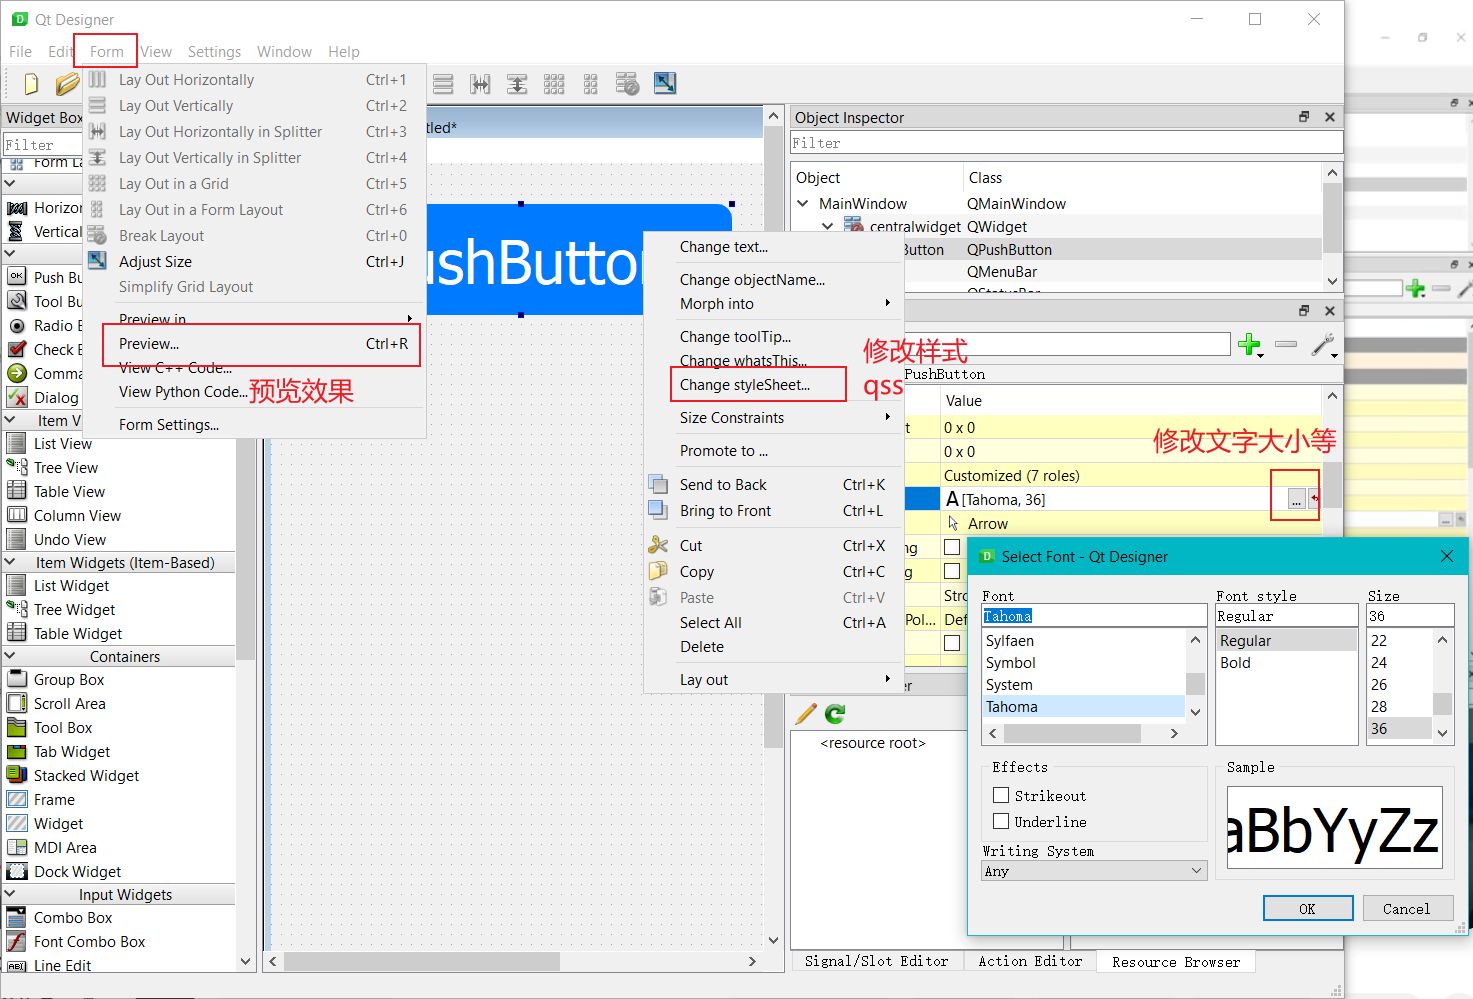 Qt Designer
File Edit Form View Settings Window Help
Lay Out Horizontally Ctrl+1
Lay Out Vertically Ctrl+2
Lay Out Horizontally in Splitter Ctrl+3
Lay Out Vertically in Splitter Ctrl+4
Lay Out in a Grid Ctrl+5
Lay Out in a Form Layout Ctrl+6
Break Layout Ctrl+0
Adjust Size Ctrl+J
Simplify Grid Layout
Preview in
Preview... Ctrl+R
View C++ Code...
View Python Code...
预览效果
Form Settings...
Widget Box
Filter
Form La
Horizor
Vertical
Push Bu
Tool Bu
Radio B
Check B
Comma
Dialog
Item V
List View
Tree View
Table View
Column View
Undo View
Item Widgets (Item-Based)
List Widget
Tree Widget
Table Widget
Containers
Group Box
Scroll Area
Tool Box
Tab Widget
Stacked Widget
Frame
Widget
MDI Area
Dock Widget
Input Widgets
Combo Box
Font Combo Box
Line Edit
tled*
ushButton
Change text...
Change objectName...
Morph into
Change toolTip...
Change whatsThis...
Change styleSheet...
Size Constraints
Promote to ...
Send to Back Ctrl+K
Bring to Front Ctrl+L
Cut Ctrl+X
Copy Ctrl+C
Paste Ctrl+V
Select All Ctrl+A
Delete
Lay out
修改样式
qss
Object Inspector
Filter
Object Class
MainWindow QMainWindow
centralwidget QWidget
Button QPushButton
QMenuBar
QStatusBar
PushButton
Value
t 0 x 0
0 x 0
修改文字大小等
Customized (7 roles)
A [Tahoma, 36]
...
Arrow
ng
g
Stro
Pol... Def
er
<resource root>
Signal/Slot Editor Action Editor Resource Browser
Select Font - Qt Designer
Font Font style Size
Tahoma Regular 36
Sylfaen
Symbol
System
Tahoma
Regular
Bold
22
24
26
28
36
Effects
Strikeout
Underline
Sample
aBbYyZz
Writing System
Any
OK Cancel